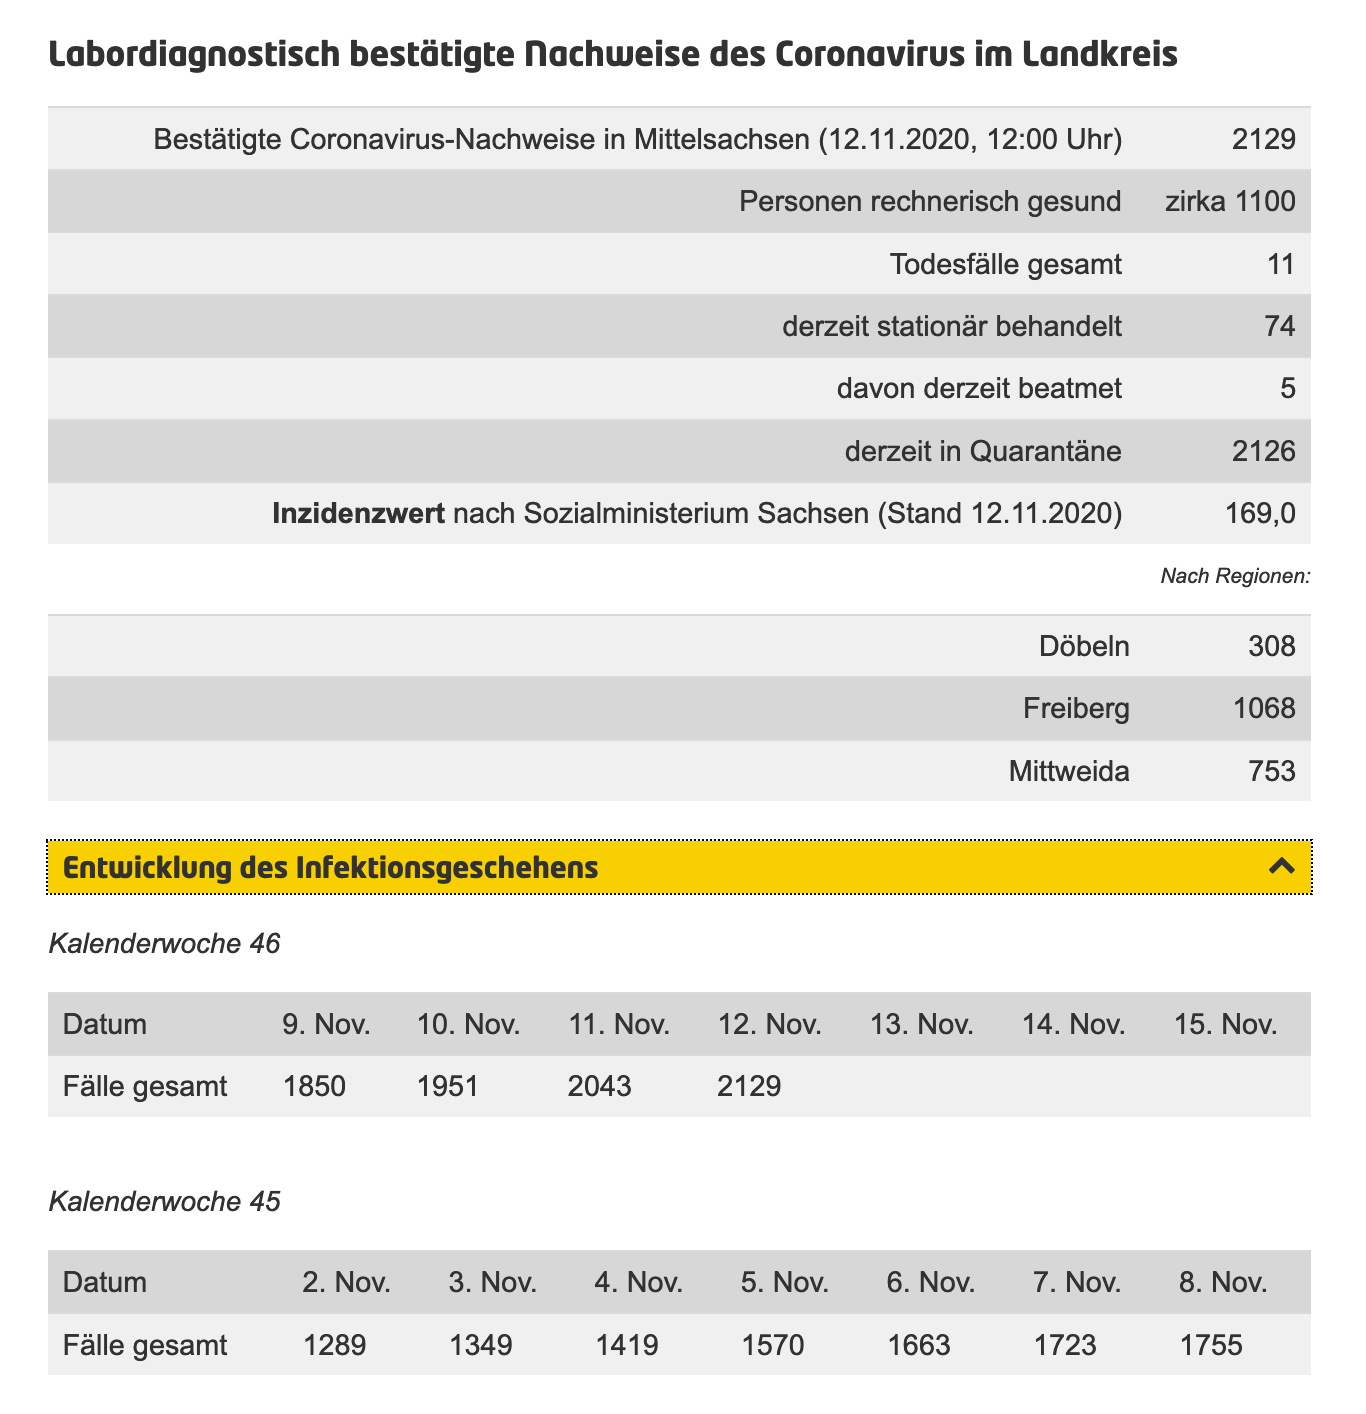 Labordiagnostisch bestätigte Nachweise des Coronavirus im Landkreis
Bestätigte Coronavirus-Nachweise in Mittelsachsen (12.11.2020, 12:00 Uhr) 2129
Personen rechnerisch gesund zirka 1100
Todesfälle gesamt 11
derzeit stationär behandelt 74
davon derzeit beatmet 5
derzeit in Quarantäne 2126
Inzidenzwert nach Sozialministerium Sachsen (Stand 12.11.2020) 169,0
Nach Regionen:
Döbeln 308
Freiberg 1068
Mittweida 753
Entwicklung des Infektionsgeschehens
Kalenderwoche 46
Datum 9. Nov. 10. Nov. 11. Nov. 12. Nov. 13. Nov. 14. Nov. 15. Nov.
Fälle gesamt 1850 1951 2043 2129
Kalenderwoche 45
Datum 2. Nov. 3. Nov. 4. Nov. 5. Nov. 6. Nov. 7. Nov. 8. Nov.
Fälle gesamt 1289 1349 1419 1570 1663 1723 1755